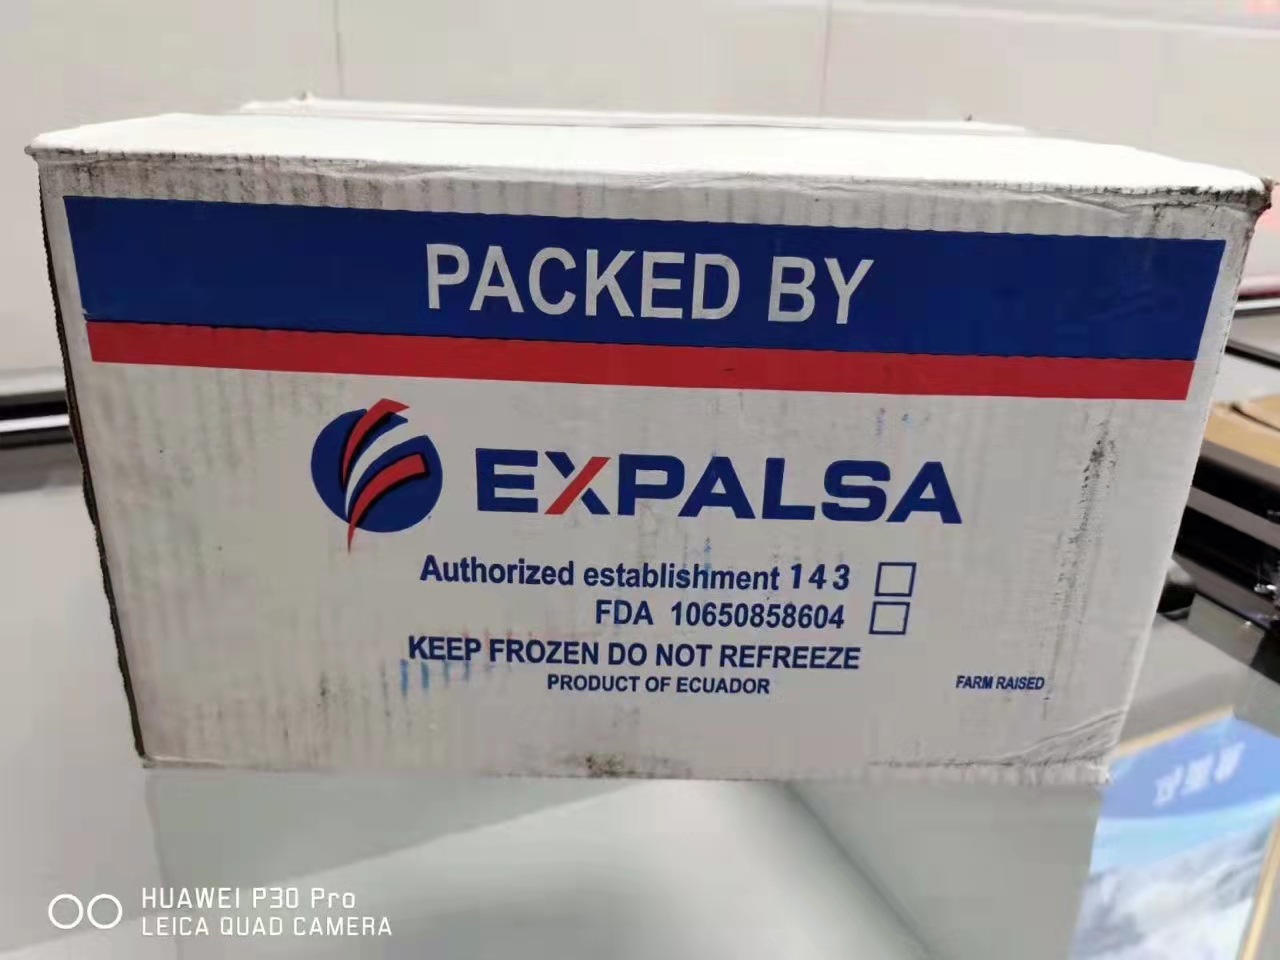 PACKED BY
EXPALSA
Authorized establishment 143
FDA 10650858604
KEEP FROZEN DO NOT REFREEZE
PRODUCT OF ECUADOR
FARM RAISED
HUAWEI P30 Pro
LEICA QUAD CAMERA